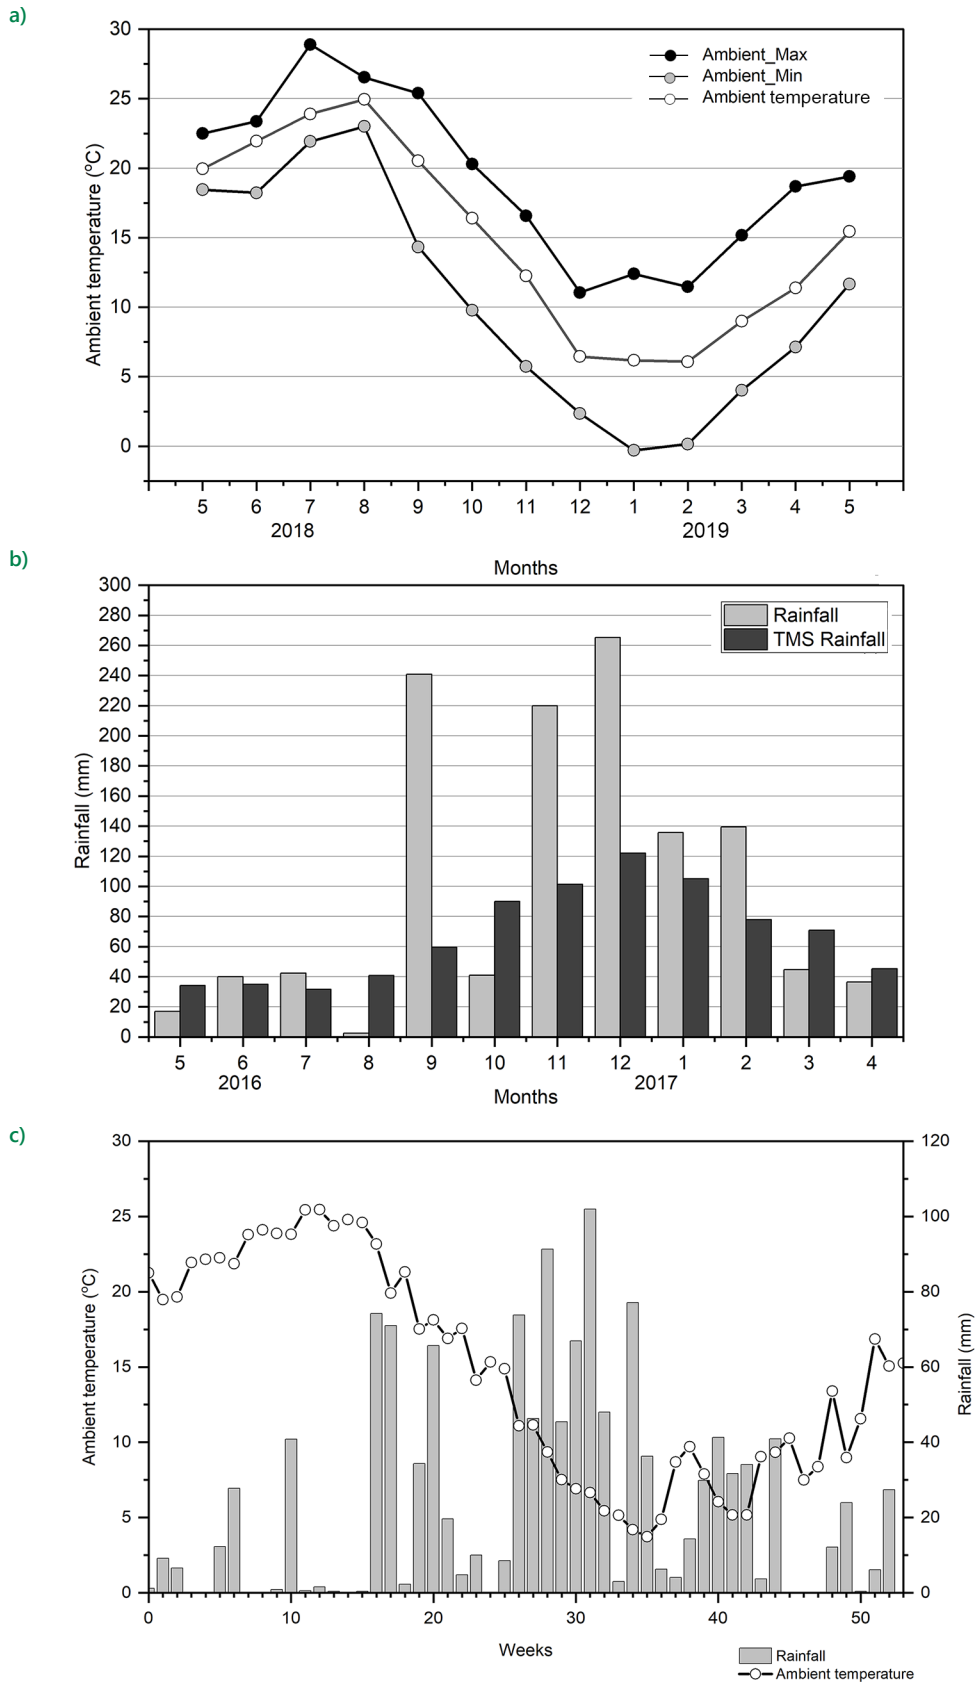 a)
30
25
20
15
10
5
0
Ambient temperature (ºC)
Ambient_Max
Ambient_Min
Ambient temperature
5 6 7 8 9 10 11 12 1 2 3 4 5
2018 2019
Months
b)
300
280
260
240
220
200
180
160
140
120
100
80
60
40
20
0
Rainfall (mm)
Rainfall
TMS Rainfall
5 6 7 8 9 10 11 12 1 2 3 4
2016 2017
Months
c)
30
25
20
15
10
5
0
Ambient temperature (ºC)
120
100
80
60
40
20
0
Rainfall (mm)
0 10 20 30 40 50
Weeks
Rainfall
Ambient temperature